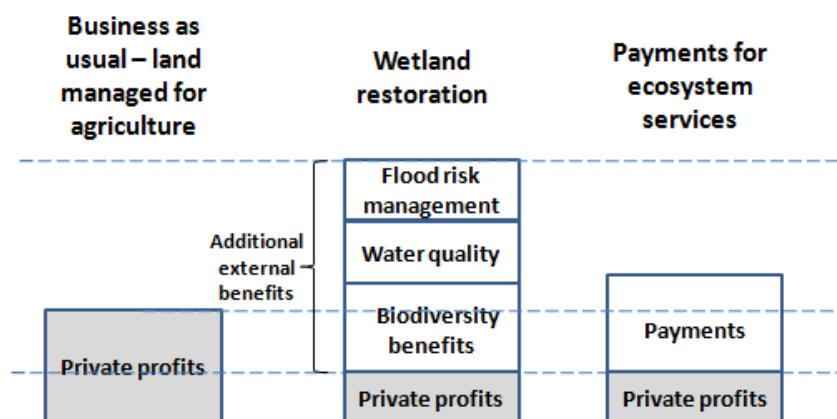 Business as
usual – land
managed for
agriculture
Wetland
restoration
Payments for
ecosystem
services
Additional
external
benefits
Flood risk
management
Water quality
Biodiversity
benefits
Payments
Private profits
Private profits
Private profits